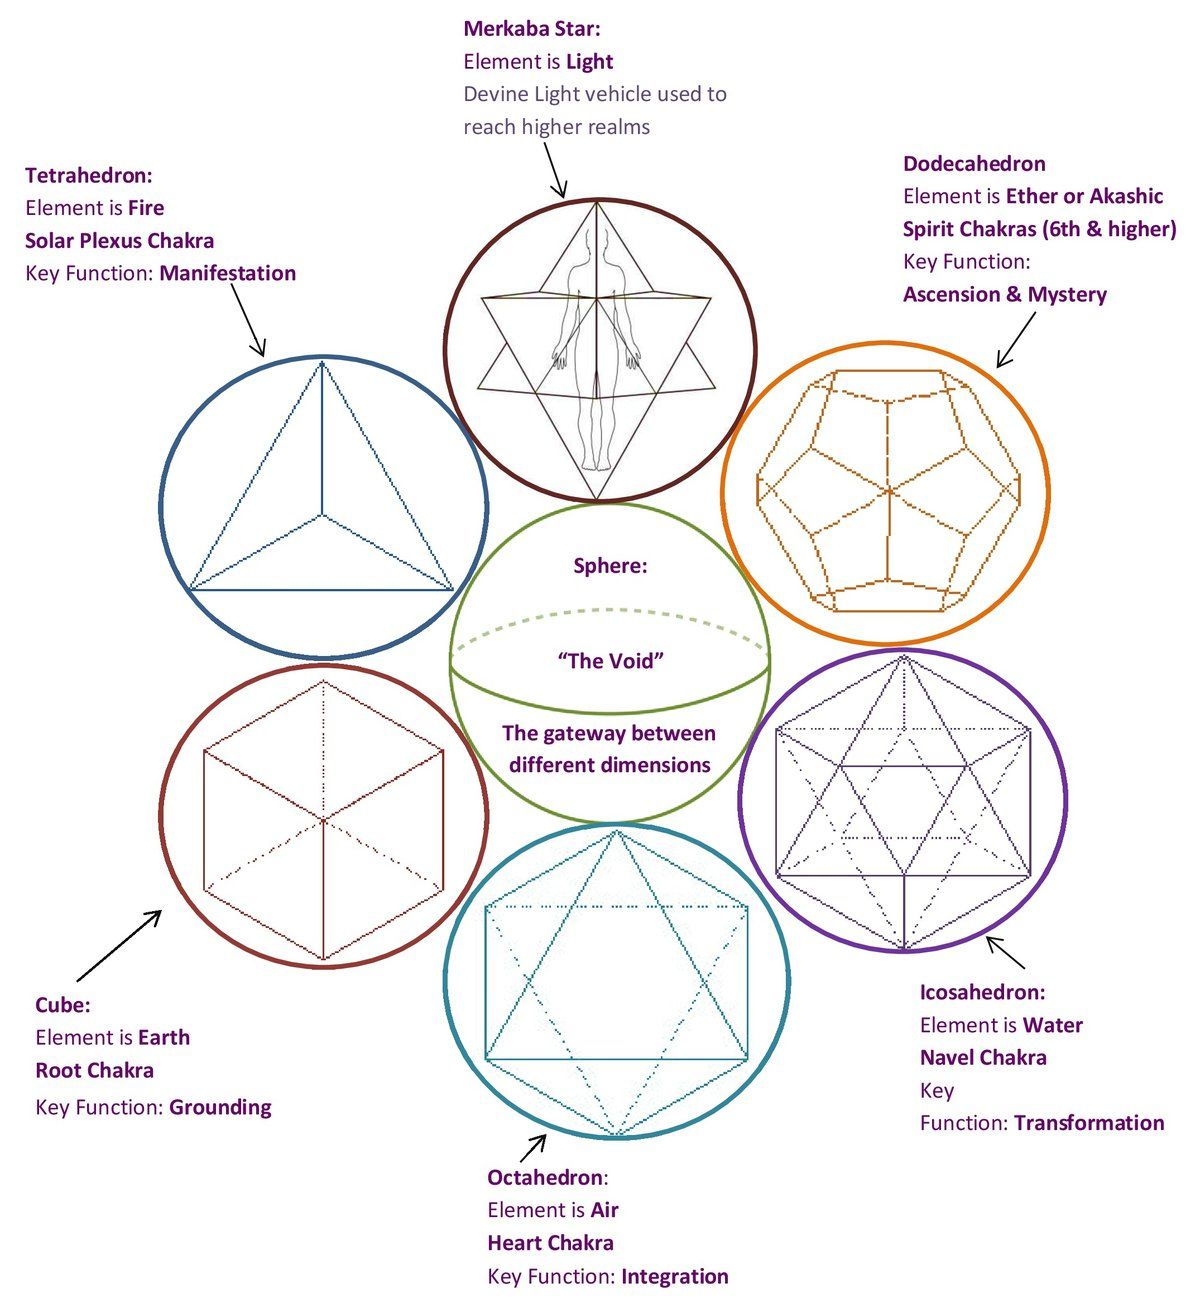 Merkaba Star:
Element is Light
Devine Light vehicle used to
reach higher realms
Tetrahedron:
Element is Fire
Solar Plexus Chakra
Key Function: Manifestation
Dodecahedron
Element is Ether or Akashic
Spirit Chakras (6th & higher)
Key Function:
Ascension & Mystery
Sphere:
“The Void”
The gateway between
different dimensions
Cube:
Element is Earth
Root Chakra
Key Function: Grounding
Icosahedron:
Element is Water
Navel Chakra
Key
Function: Transformation
Octahedron:
Element is Air
Heart Chakra
Key Function: Integration